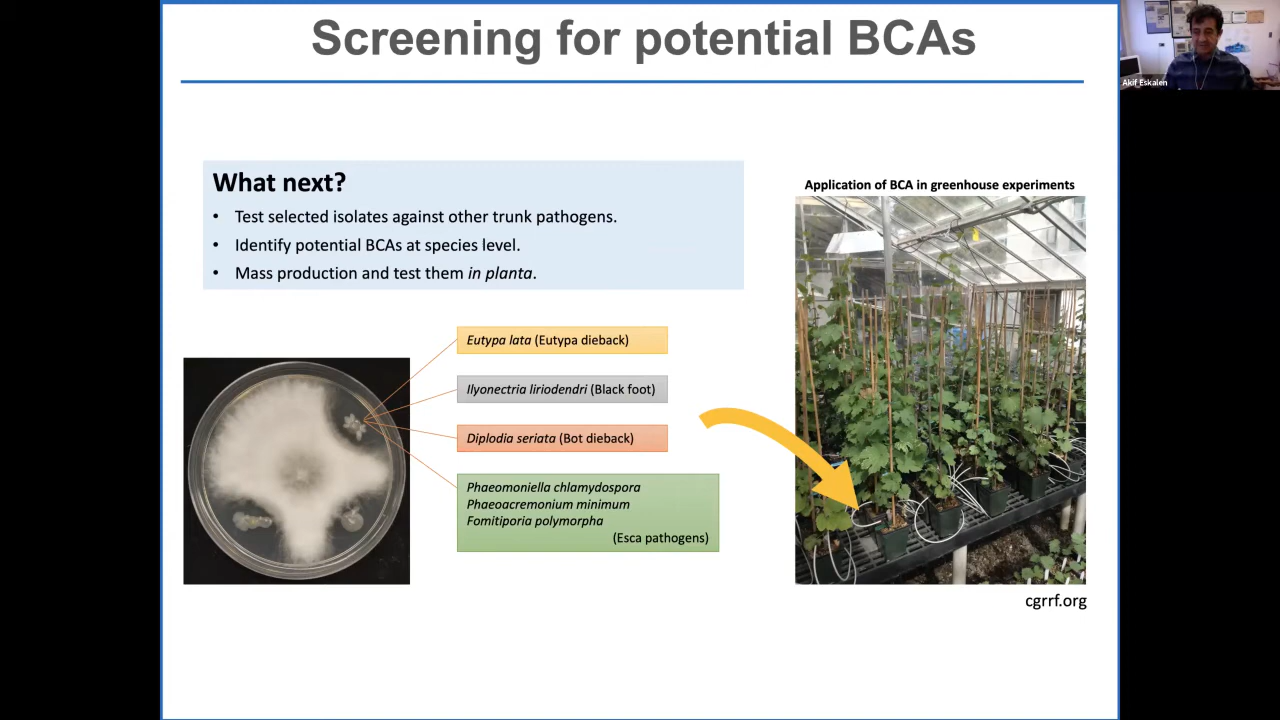 Screening for potential BCAs
Akif Eskalen
What next?
• Test selected isolates against other trunk pathogens.
• Identify potential BCAs at species level.
• Mass production and test them in planta.
Application of BCA in greenhouse experiments
Eutypa lata (Eutypa dieback)
Ilyonectria liriodendri (Black foot)
Diplodia seriata (Bot dieback)
Phaeomoniella chlamydospora
Phaeoacremonium minimum
Fomitiporia polymorpha
(Esca pathogens)
cgrrf.org